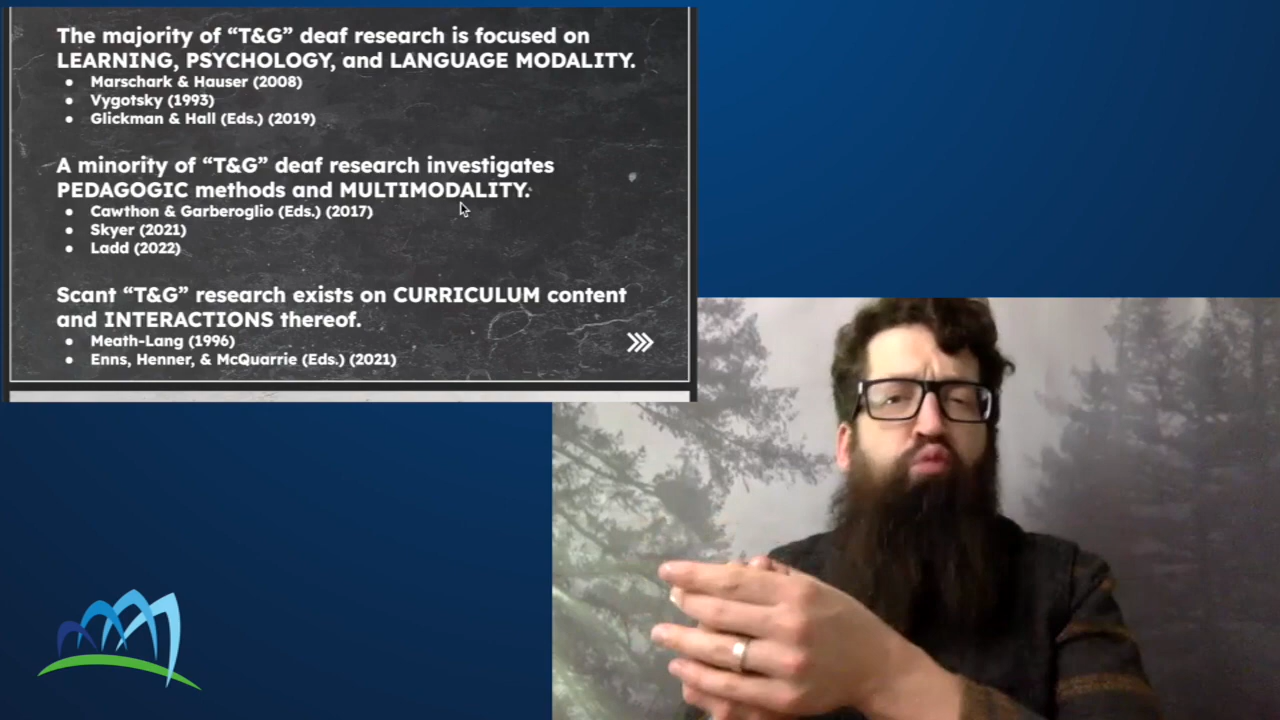 The majority of “T&G” deaf research is focused on
LEARNING, PSYCHOLOGY, and LANGUAGE MODALITY.
● Marschark & Hauser (2008)
● Vygotsky (1993)
● Glickman & Hall (Eds.) (2019)
A minority of “T&G” deaf research investigates
PEDAGOGIC methods and MULTIMODALITY.
● Cawthon & Garberoglio (Eds.) (2017)
● Skyer (2021)
● Ladd (2022)
Scant “T&G” research exists on CURRICULUM content
and INTERACTIONS thereof.
● Meath-Lang (1996)
● Enns, Henner, & McQuarrie (Eds.) (2021)